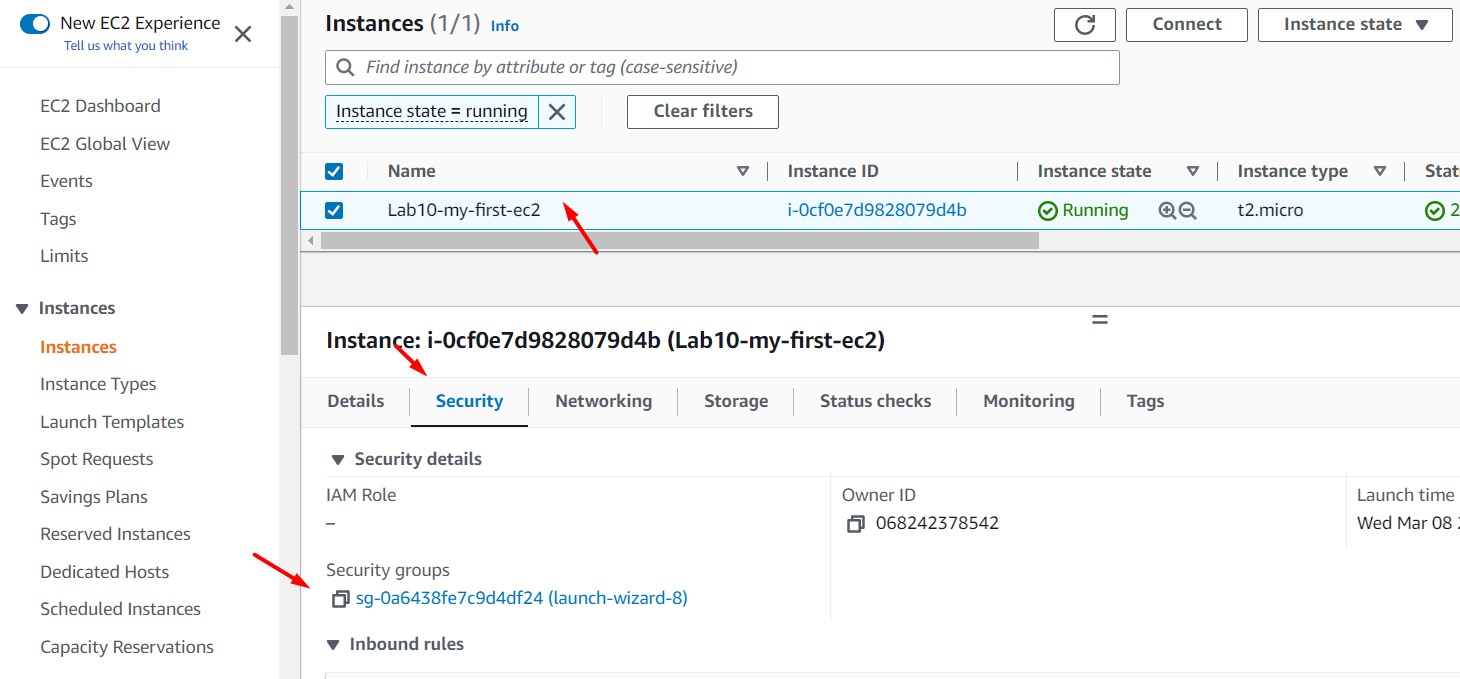 New EC2 Experience
Tell us what you think
EC2 Dashboard
EC2 Global View
Events
Tags
Limits
Instances
Instances
Instance Types
Launch Templates
Spot Requests
Savings Plans
Reserved Instances
Dedicated Hosts
Scheduled Instances
Capacity Reservations
Instances (1/1) Info
Connect
Instance state
Find instance by attribute or tag (case-sensitive)
Instance state = running
Clear filters
Name Instance ID Instance state Instance type Stat
Lab10-my-first-ec2 i-0cf0e7d9828079d4b Running t2.micro 2
Instance: i-0cf0e7d9828079d4b (Lab10-my-first-ec2)
Details Security Networking Storage Status checks Monitoring Tags
Security details
IAM Role Owner ID Launch time
– 068242378542 Wed Mar 08
Security groups
sg-0a6438fe7c9d4df24 (launch-wizard-8)
Inbound rules